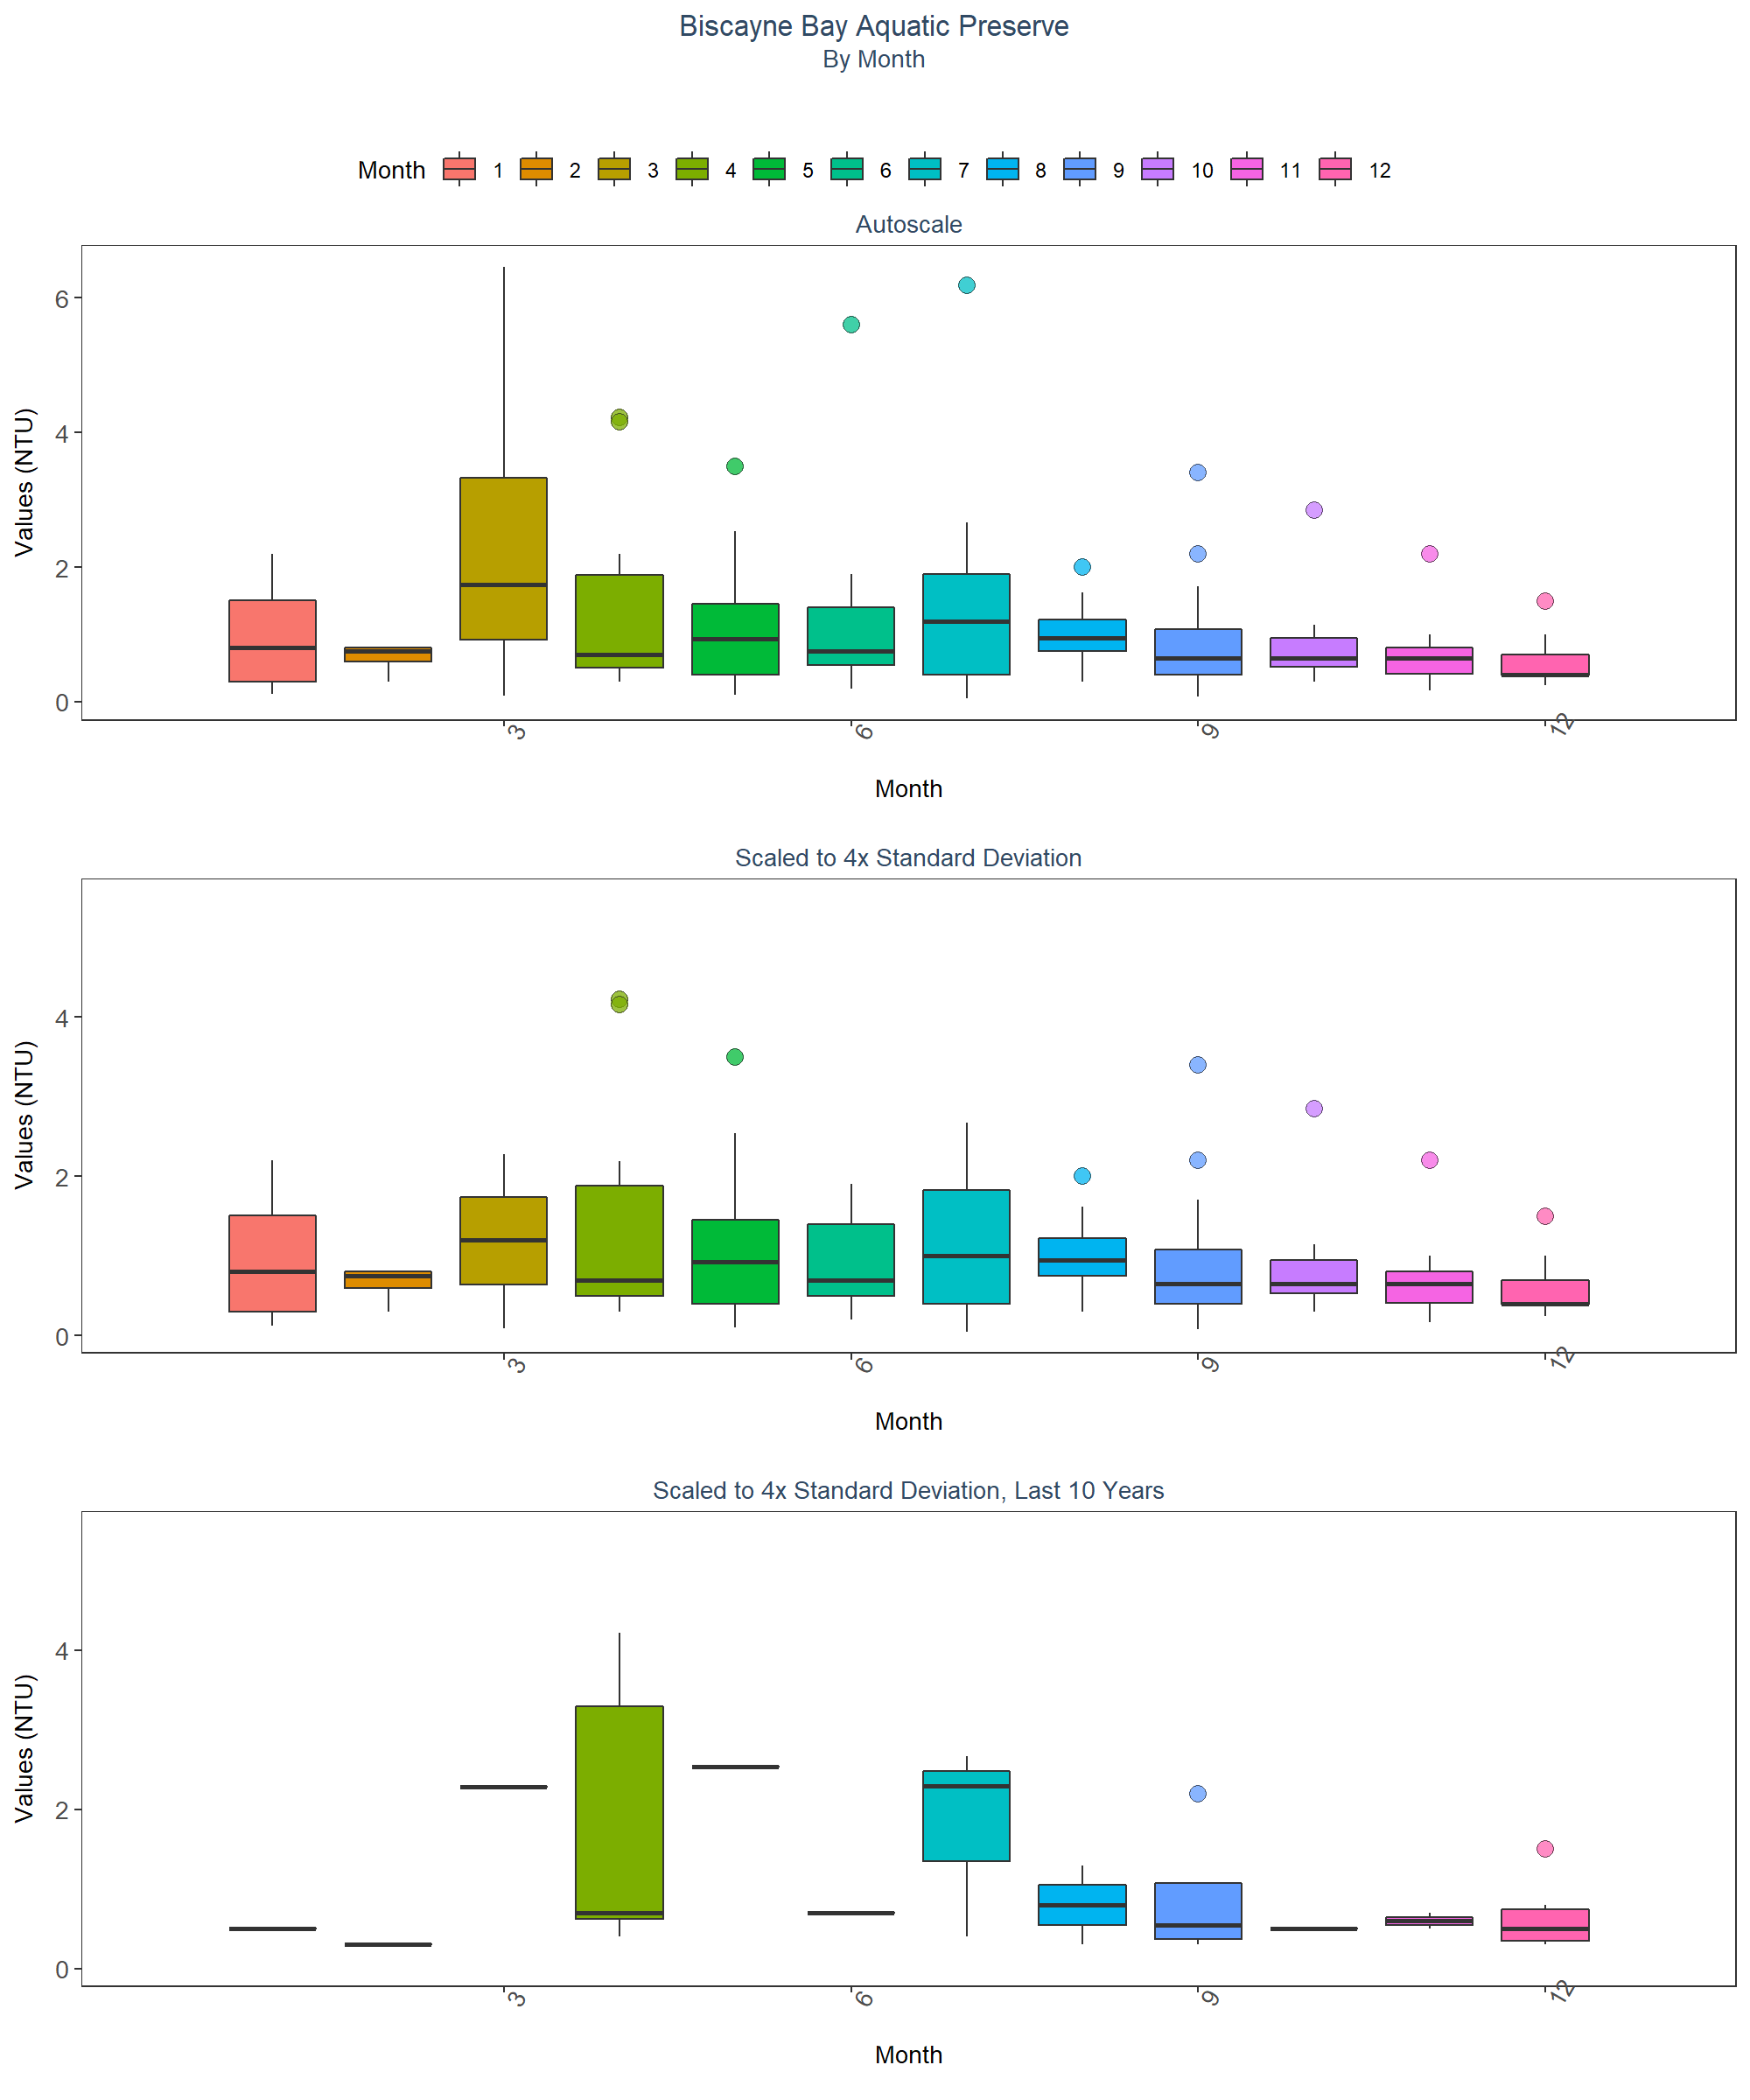 Biscayne Bay Aquatic Preserve
By Month
Month 1 2 3 4 5 6 7 8 9 10 11 12
Autoscale
Values (NTU)
6
4
2
0
3 6 9 12
Month
Scaled to 4x Standard Deviation
Values (NTU)
4
2
0
3 6 9 12
Month
Scaled to 4x Standard Deviation, Last 10 Years
Values (NTU)
4
2
0
3 6 9 12
Month